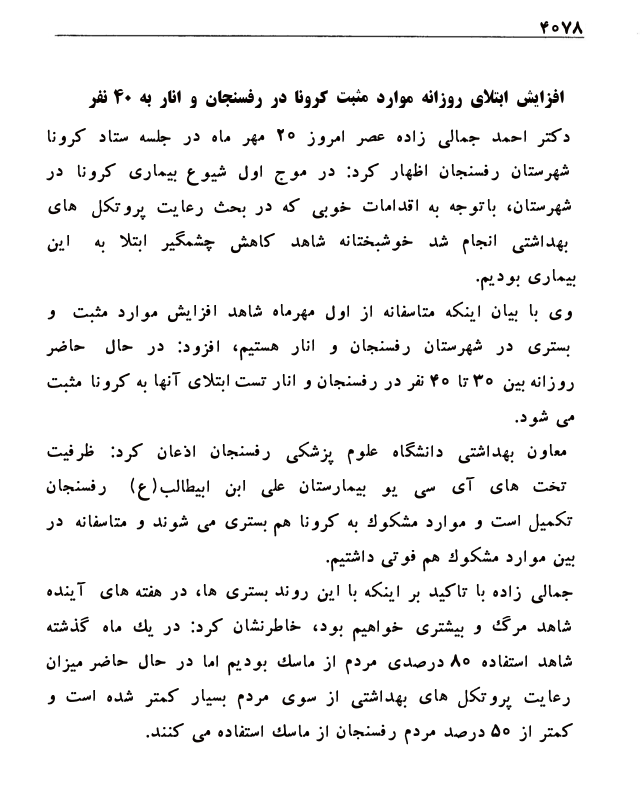 ۴۰۷۸
افزایش ابتلای روزانه موارد مثبت کرونا در رفسنجان و انار به ۴۰ نفر
دکتر احمد جمالی زاده عصر امروز ۲۰ مهر ماه در جلسه ستاد کرونا
شهرستان رفسنجان اظهار کرد: در موج اول شیوع بیماری کرونا در
شهرستان، باتوجه به اقدامات خوبی که در بحث رعایت پروتکل های
بهداشتی انجام شد خوشبختانه شاهد کاهش چشمگیر ابتلا به این
بیماری بودیم.
وی با بیان اینکه متاسفانه از اول مهرماه شاهد افزایش موارد مثبت و
بستری در شهرستان رفسنجان و انار هستیم، افزود: در حال حاضر
روزانه بین ۳۰ تا ۴۰ نفر در رفسنجان و انار تست ابتلای آنها به کرونا مثبت
می شود.
معاون بهداشتی دانشگاه علوم پزشکی رفسنجان اذعان کرد: ظرفیت
تخت های آی سی یو بیمارستان علی ابن ابیطالب(ع) رفسنجان
تکمیل است و موارد مشکوک به کرونا هم بستری می شوند و متاسفانه در
بین موارد مشکوک هم فوتی داشتیم.
جمالی زاده با تاکید بر اینکه با این روند بستری ها، در هفته های آینده
شاهد مرگ و بیشتری خواهیم بود، خاطرنشان کرد: در یک ماه گذشته
شاهد استفاده ۸۰ درصدی مردم از ماسک بودیم اما در حال حاضر میزان
رعایت پروتکل های بهداشتی از سوی مردم بسیار کمتر شده است و
کمتر از ۵۰ درصد مردم رفسنجان از ماسک استفاده می کنند.